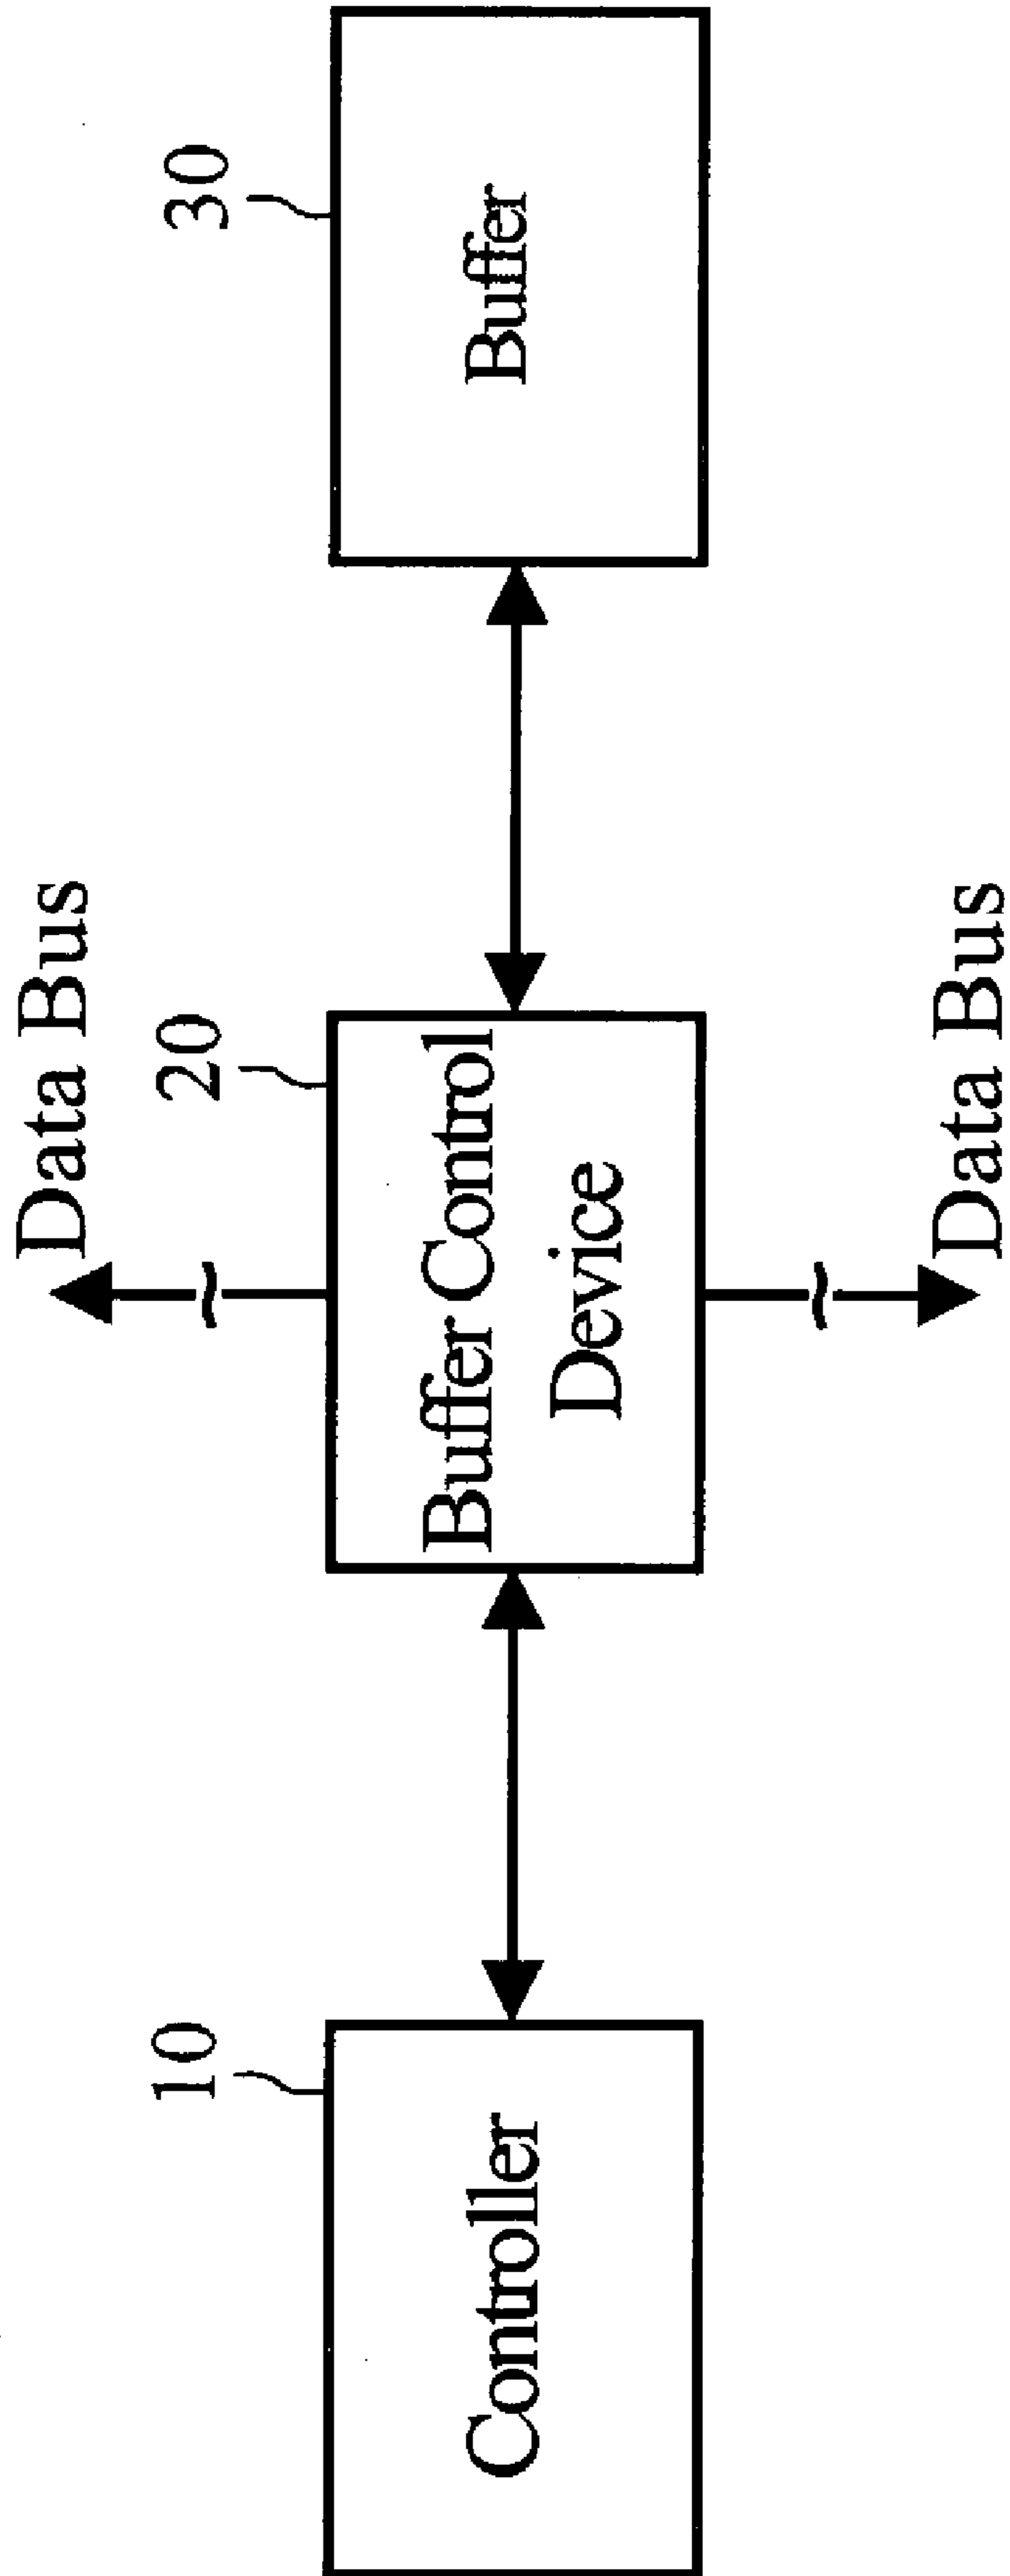 Data Bus
10
20
30
Controller
Buffer Control
Device
Buffer
Data Bus